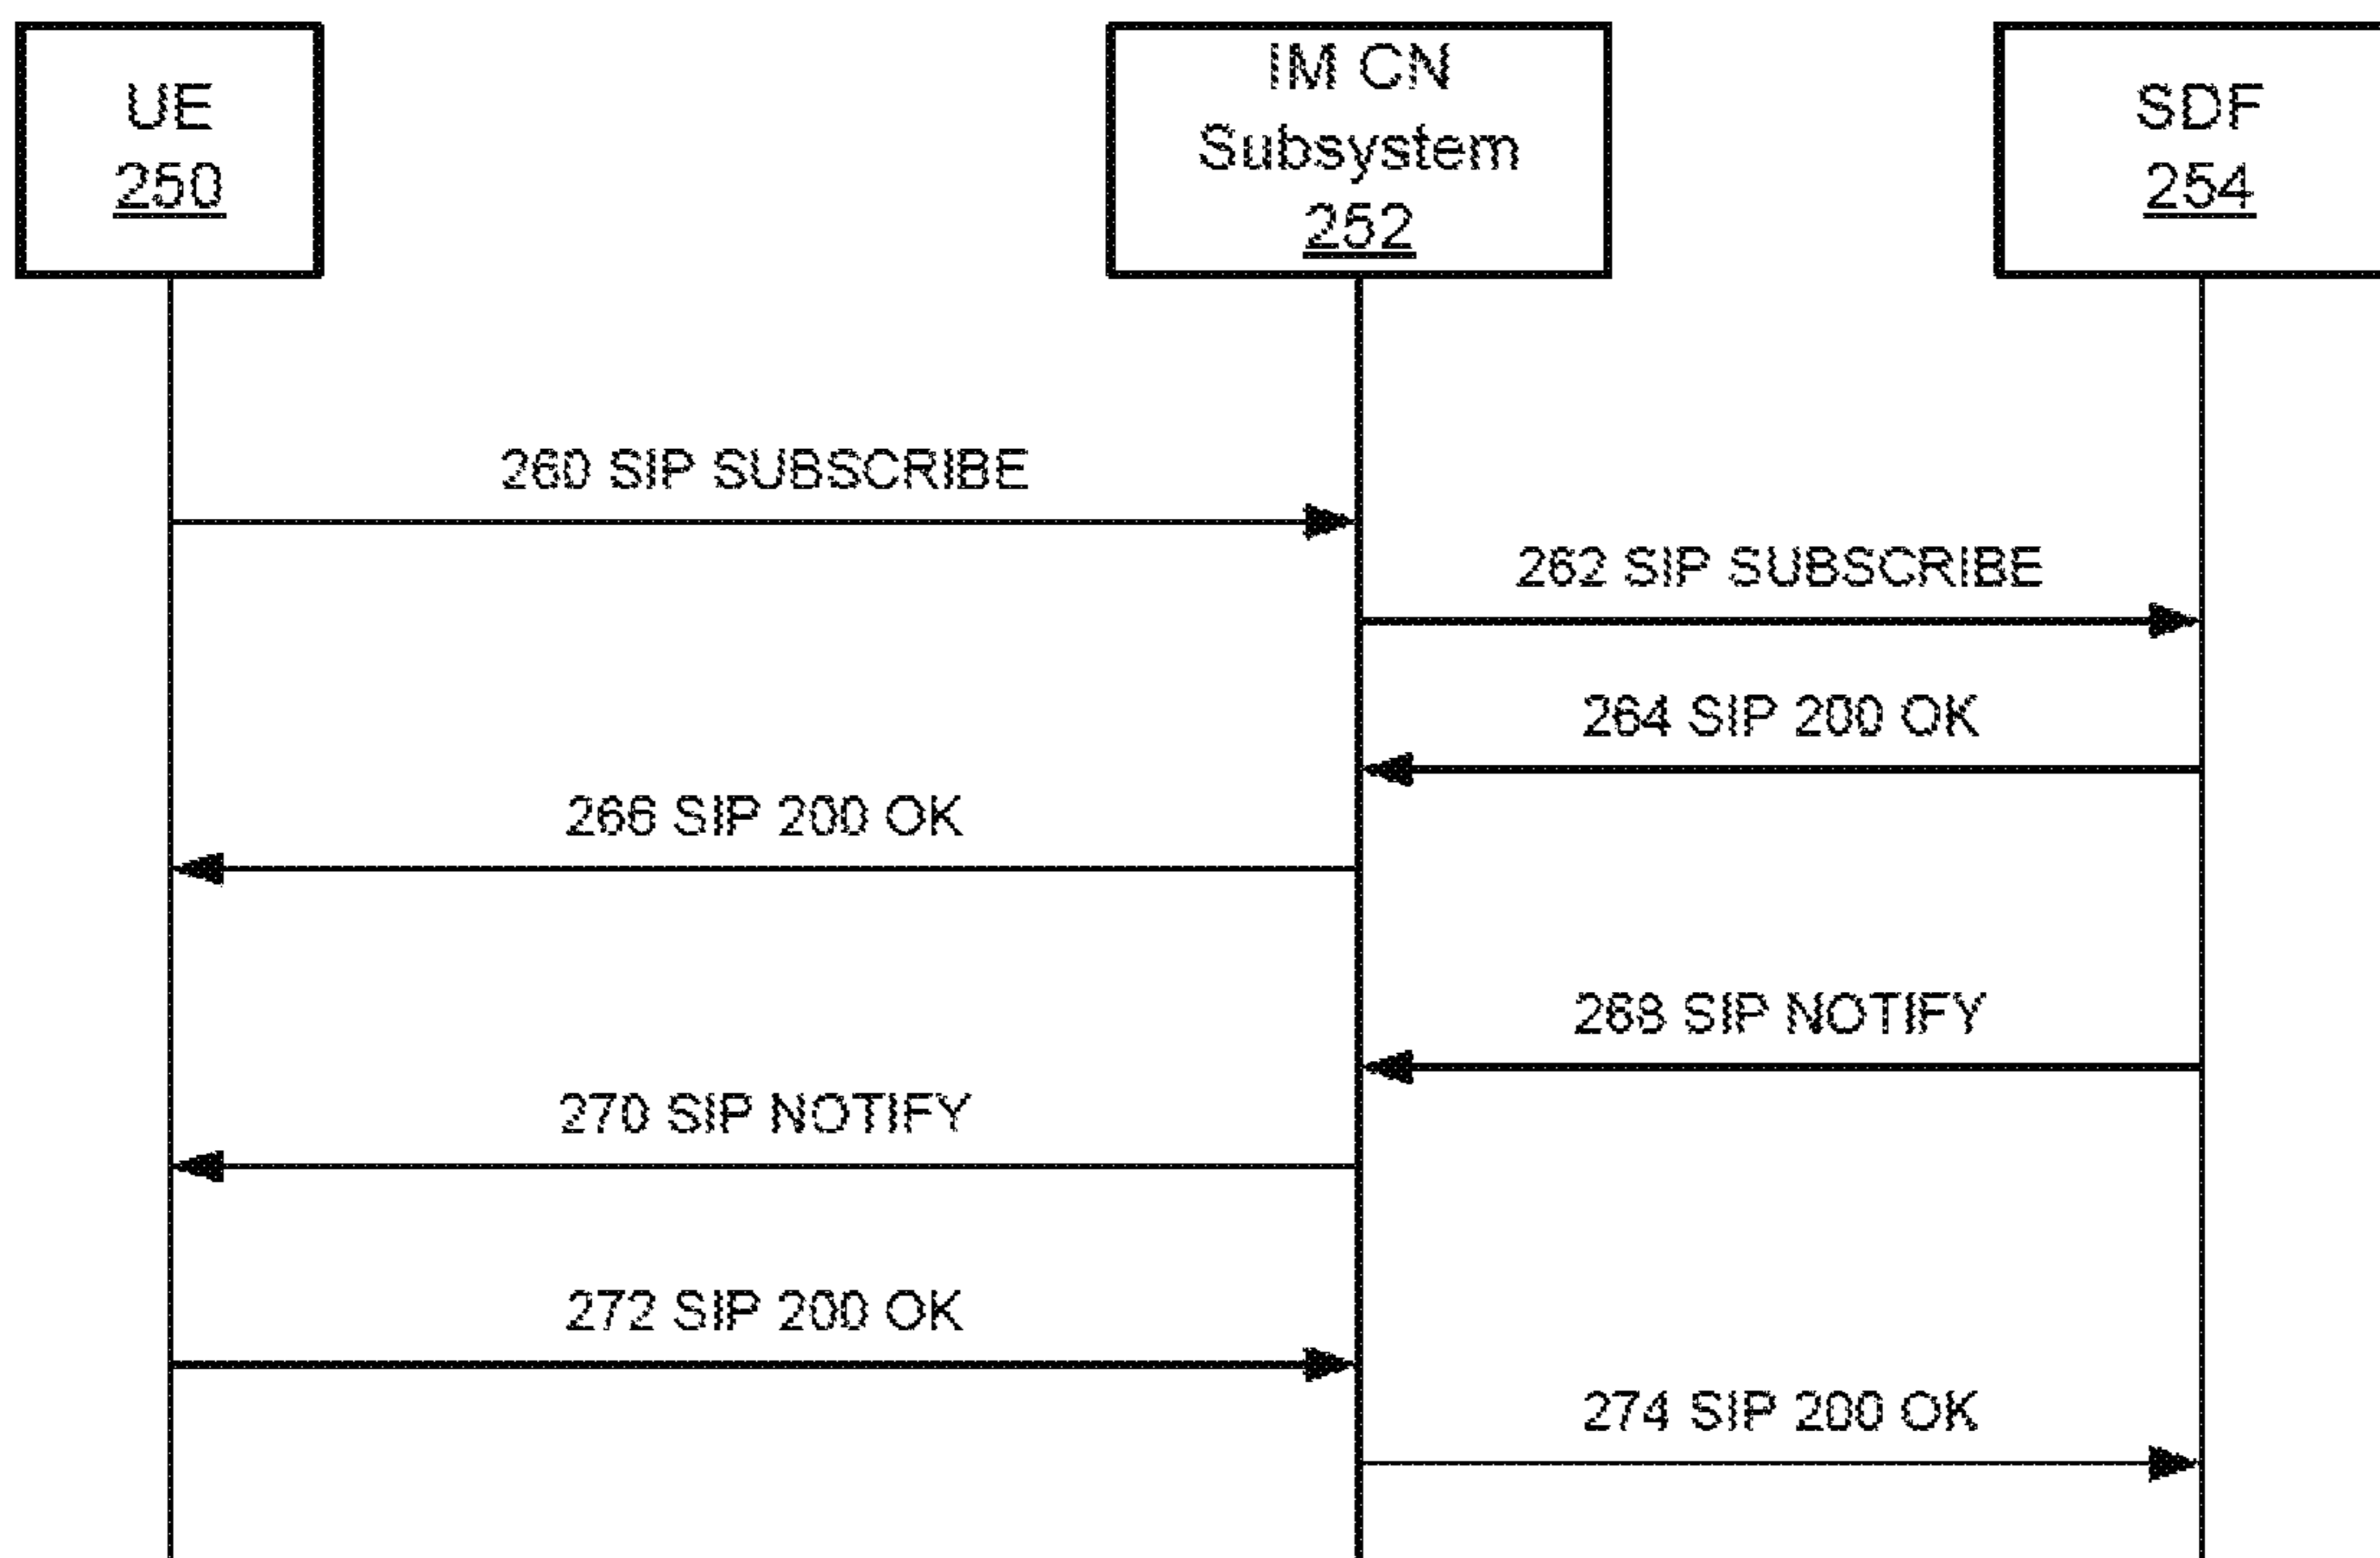 UE
250
IM CN
Subsystem
252
SDF
254
260 SIP SUBSCRIBE
262 SIP SUBSCRIBE
264 SIP 200 OK
266 SIP 200 OK
268 SIP NOTIFY
270 SIP NOTIFY
272 SIP 200 OK
274 SIP 200 OK